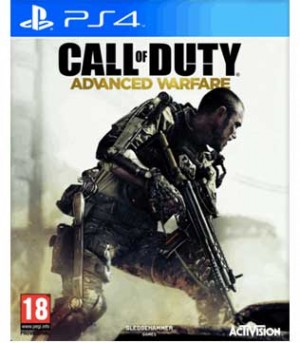 PS4
CALL OF DUTY
ADVANCED WARFARE
18
www.pegi.info
SLEDGEHAMMER
GAMES
ACTIVISION